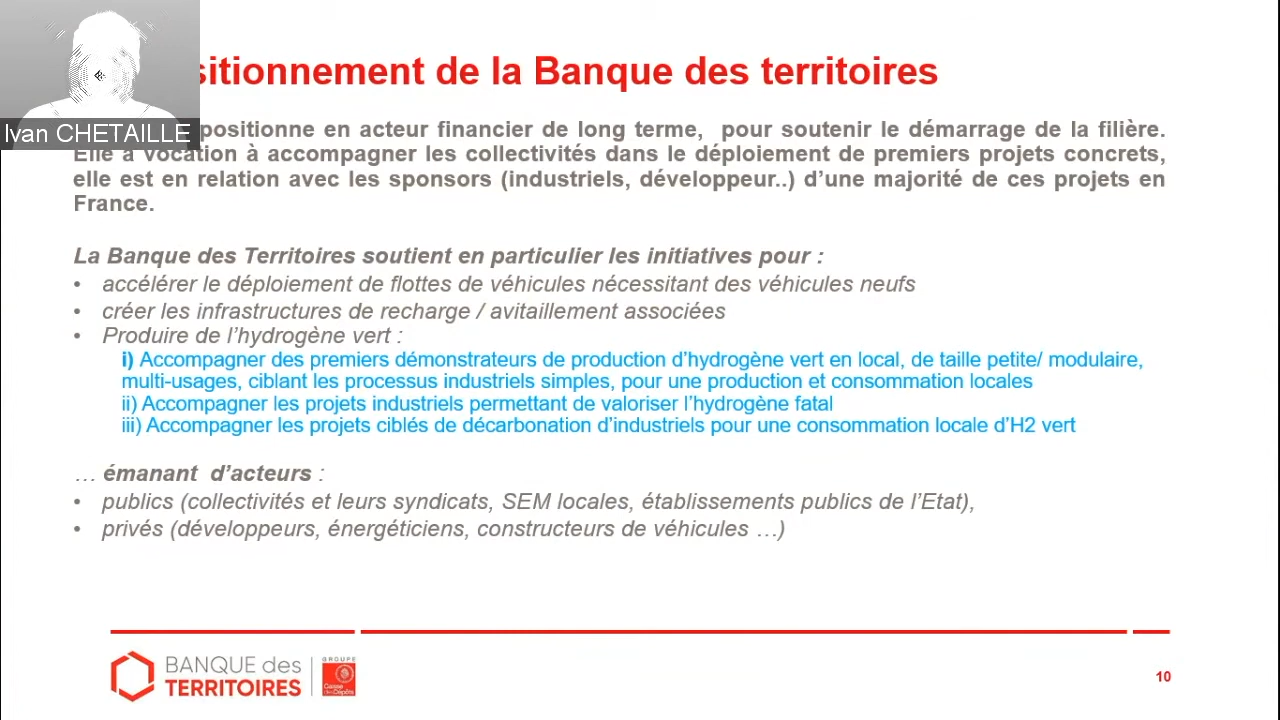 sitionnement de la Banque des territoires
Ivan CHETAILLE
positionne en acteur financier de long terme, pour soutenir le démarrage de la filière.
Elle a vocation à accompagner les collectivités dans le déploiement de premiers projets concrets,
elle est en relation avec les sponsors (industriels, développeur..) d'une majorité de ces projets en
France.
La Banque des Territoires soutient en particulier les initiatives pour :
• accélérer le déploiement de flottes de véhicules nécessitant des véhicules neufs
• créer les infrastructures de recharge / avitaillement associées
• Produire de l'hydrogène vert :
i) Accompagner des premiers démonstrateurs de production d'hydrogène vert en local, de taille petite/ modulaire,
multi-usages, ciblant les processus industriels simples, pour une production et consommation locales
ii) Accompagner les projets industriels permettant de valoriser l'hydrogène fatal
iii) Accompagner les projets ciblés de décarbonation d'industriels pour une consommation locale d'H2 vert
… émanant d'acteurs :
• publics (collectivités et leurs syndicats, SEM locales, établissements publics de l'Etat),
• privés (développeurs, énergéticiens, constructeurs de véhicules …)
BANQUE des
TERRITOIRES
GROUPE
Caisse
des Dépôts
10